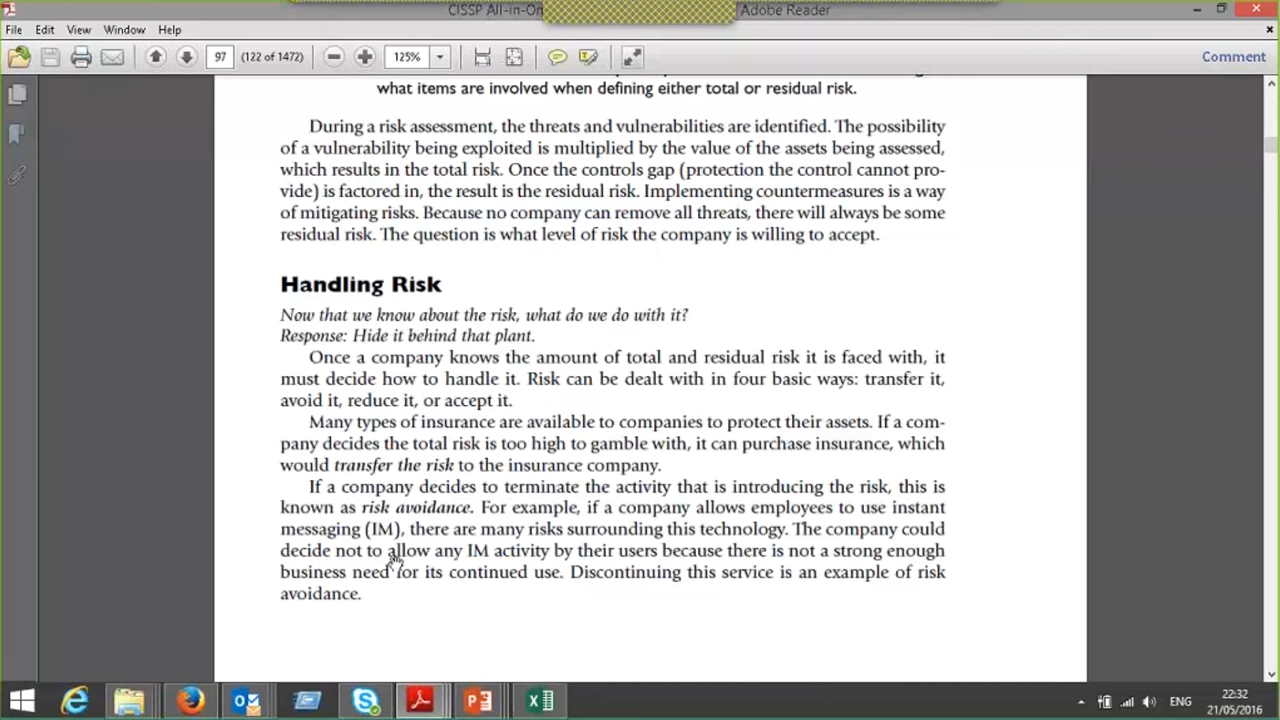 CISSP All-in-On
Adobe Reader
File Edit View Window Help
97 (122 of 1472) 125% Comment
what items are involved when defining either total or residual risk.
During a risk assessment, the threats and vulnerabilities are identified. The possibility
of a vulnerability being exploited is multiplied by the value of the assets being assessed,
which results in the total risk. Once the controls gap (protection the control cannot pro-
vide) is factored in, the result is the residual risk. Implementing countermeasures is a way
of mitigating risks. Because no company can remove all threats, there will always be some
residual risk. The question is what level of risk the company is willing to accept.
Handling Risk
Now that we know about the risk, what do we do with it?
Response: Hide it behind that plant.
Once a company knows the amount of total and residual risk it is faced with, it
must decide how to handle it. Risk can be dealt with in four basic ways: transfer it,
avoid it, reduce it, or accept it.
Many types of insurance are available to companies to protect their assets. If a com-
pany decides the total risk is too high to gamble with, it can purchase insurance, which
would transfer the risk to the insurance company.
If a company decides to terminate the activity that is introducing the risk, this is
known as risk avoidance. For example, if a company allows employees to use instant
messaging (IM), there are many risks surrounding this technology. The company could
decide not to allow any IM activity by their users because there is not a strong enough
business need for its continued use. Discontinuing this service is an example of risk
avoidance.
ENG
22:32
21/05/2016